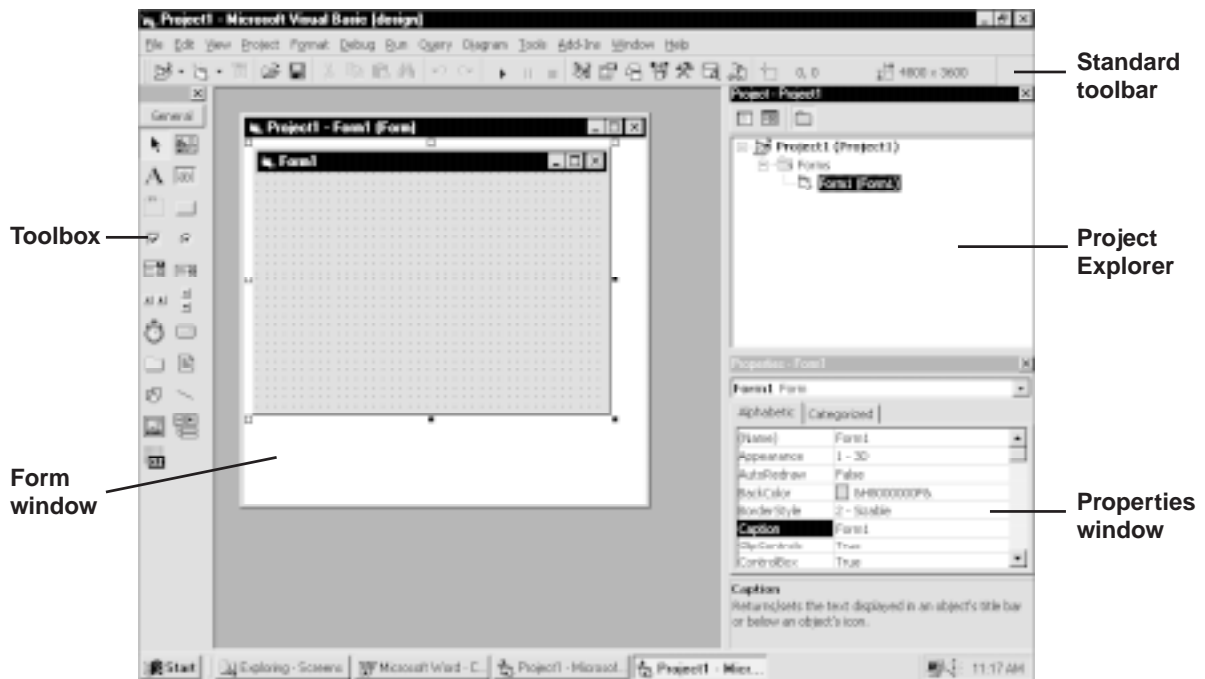 Project1 - Microsoft Visual Basic [design]
File Edit View Project Format Debug Run Query Diagram Tools Add-Ins Window Help
0, 0
4800 x 3600
Standard
toolbar
General
Project - Project1
Project1 - Form1 (Form)
Project1 (Project1)
Form1
Forms
Form1 (Form1)
A
abl
Toolbox
Project
Explorer
Properties - Form1
Form1 Form
Alphabetic Categorized
(Name) Form1
Appearance 1 - 3D
AutoRedraw False
BackColor &H8000000F&
BorderStyle 2 - Sizable
Caption Form1
ClipControls True
ControlBox True
Form
window
Properties
window
Caption
Returns/sets the text displayed in an object's title bar
or below an object's icon.
Start
Exploring - Screens
Microsoft Word - C...
Project1 - Microsof...
Project1 - Micr...
11:17 AM